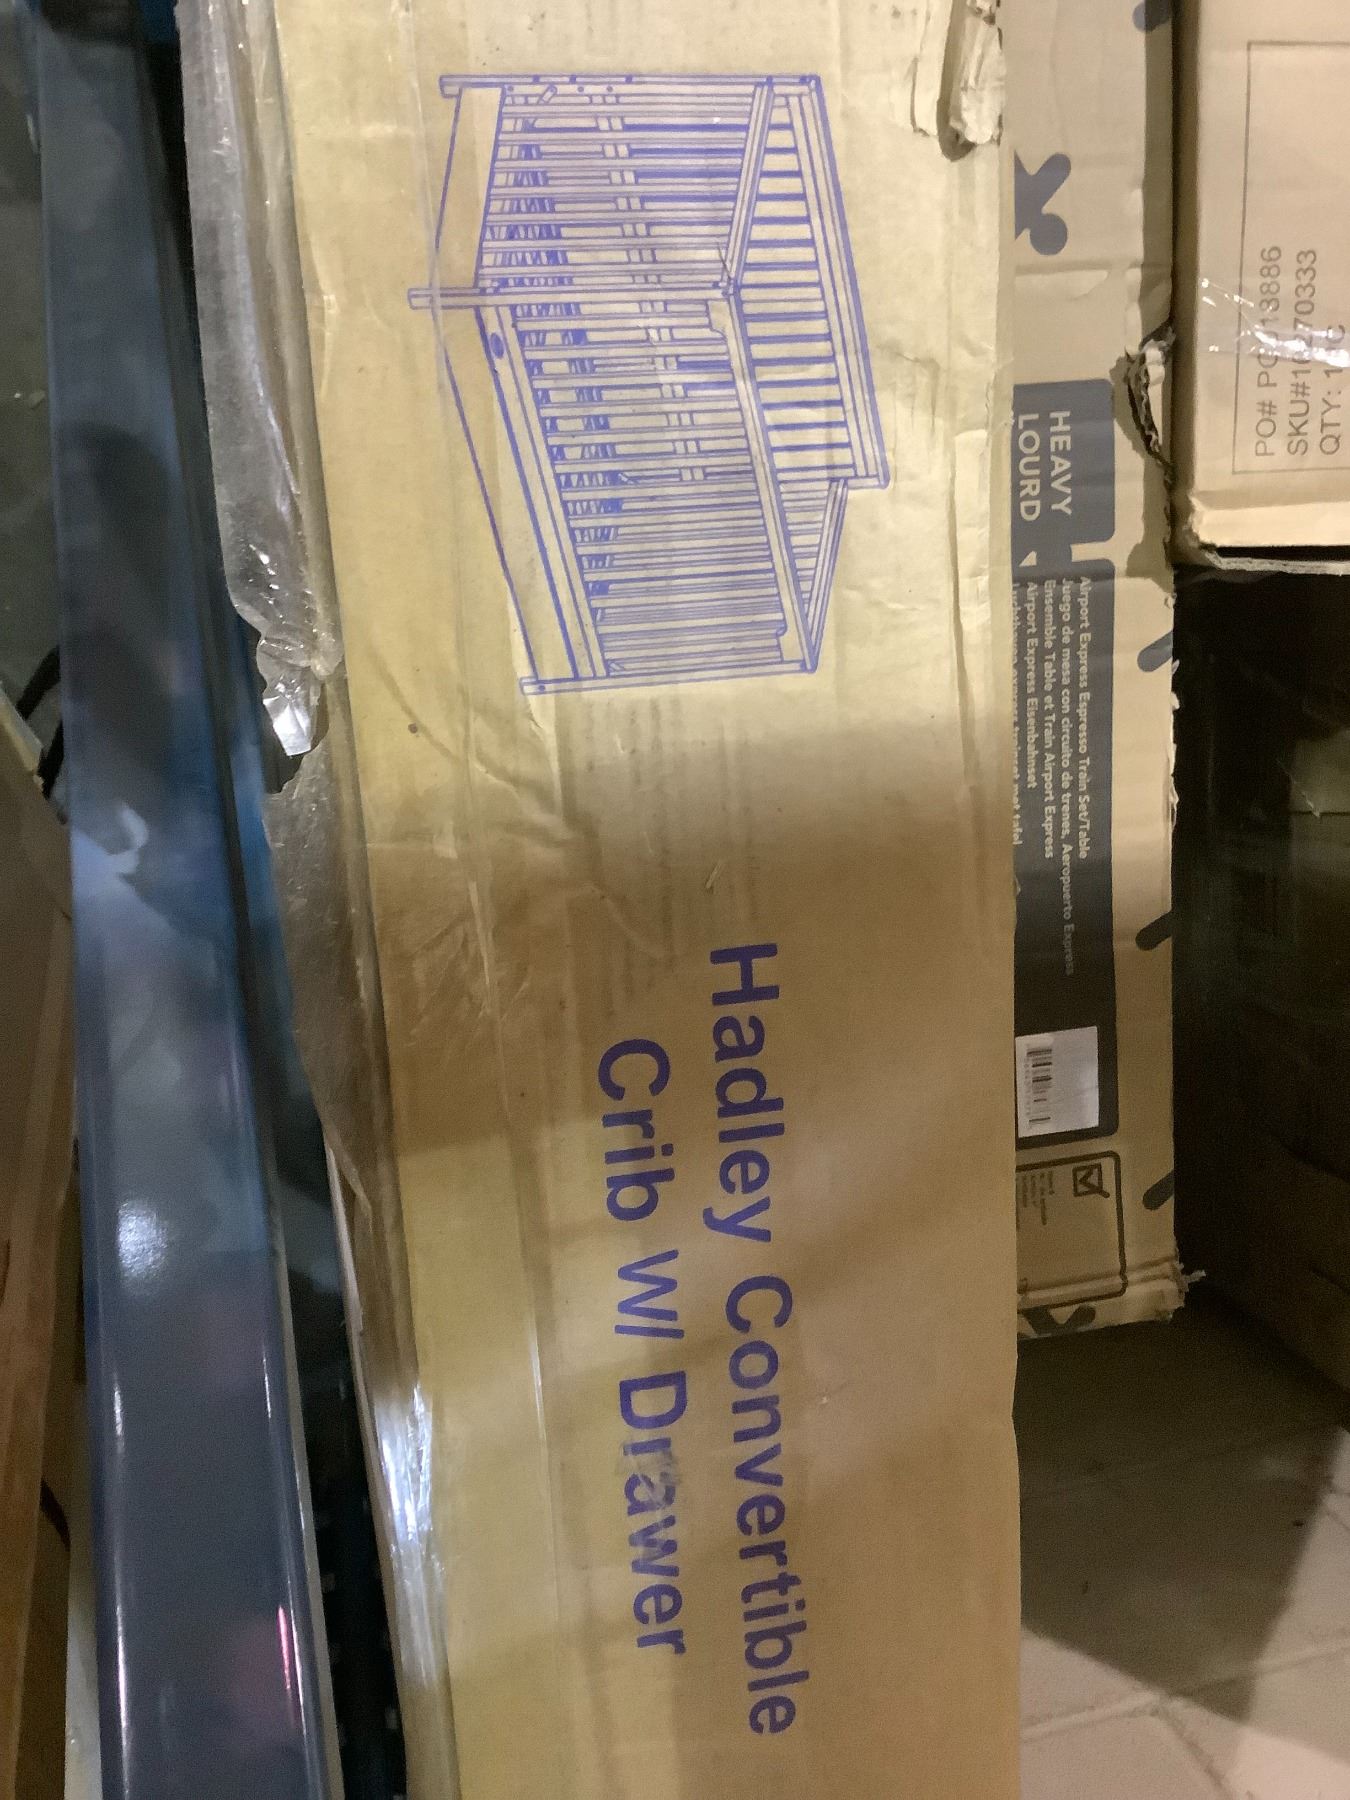 Hadley Convertible
Crib w/ Drawer
HEAVY
LOURD
Airport Express Espresso Train Set/Table
Juego de mesa con circuito de trenes, Aeropuerto Express
Ensemble Table et Train Airport Express
Airport Express Eisenbahnset
PO#
SKU#
QTY: